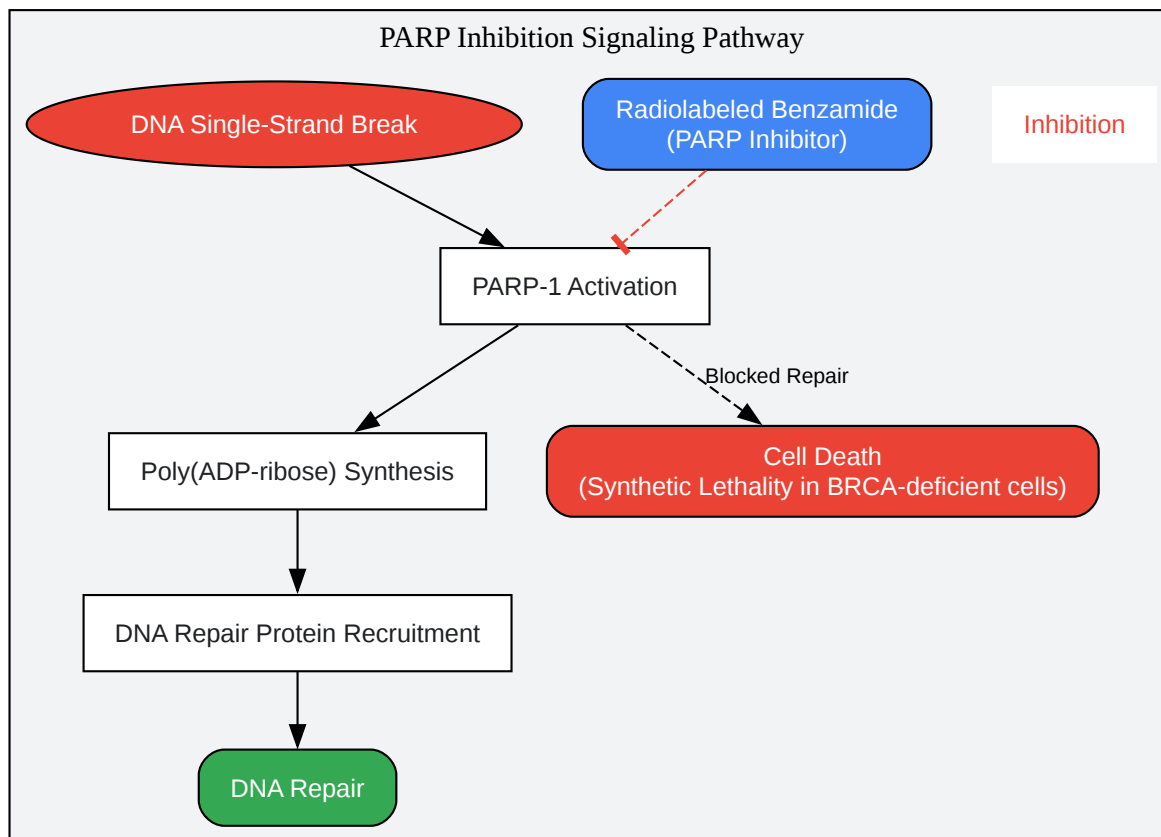 PARP Inhibition Signaling Pathway
DNA Single-Strand Break
Radiolabeled Benzamide
(PARP Inhibitor)
Inhibition
PARP-1 Activation
Blocked Repair
Poly(ADP-ribose) Synthesis
Cell Death
(Synthetic Lethality in BRCA-deficient cells)
DNA Repair Protein Recruitment
DNA Repair